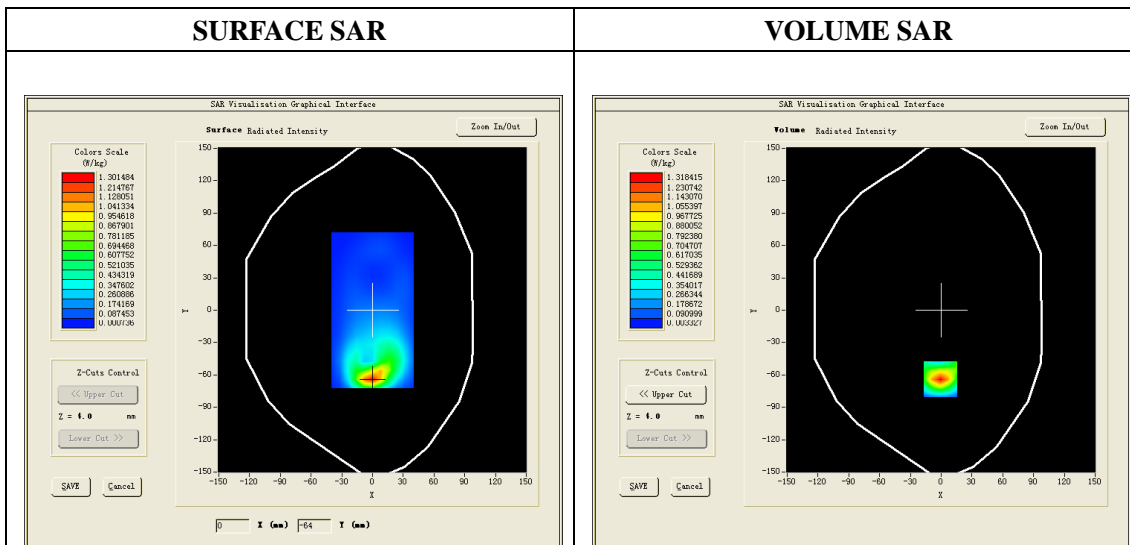 SURFACE SAR
VOLUME SAR
SAR Visualisation Graphical Interface
Surface Radiated Intensity
Zoom In/Out
Colors Scale
(W/kg)
1.301484
1.214767
1.128051
1.041334
0.954618
0.867901
0.781185
0.694468
0.607752
0.521035
0.434319
0.347602
0.260886
0.174169
0.087453
0.000736
Z-Cuts Control
<< Upper Cut
Z = 4.0 mm
Lower Cut >>
SAVE Cancel
150
120
90
60
30
0
-30
-60
-90
-120
-150
Y
-150 -120 -90 -60 -30 0 30 60 90 120 150
X
0 X (mm) -64 Y (mm)
SAR Visualisation Graphical Interface
Volume Radiated Intensity
Zoom In/Out
Colors Scale
(W/kg)
1.318415
1.230742
1.143070
1.055397
0.967725
0.880052
0.792380
0.704707
0.617035
0.529362
0.441689
0.354017
0.266344
0.178672
0.090999
0.003327
Z-Cuts Control
<< Upper Cut
Z = 4.0 mm
Lower Cut >>
SAVE Cancel
150
120
90
60
30
0
-30
-60
-90
-120
-150
Y
-150 -120 -90 -60 -30 0 30 60 90 120 150
X